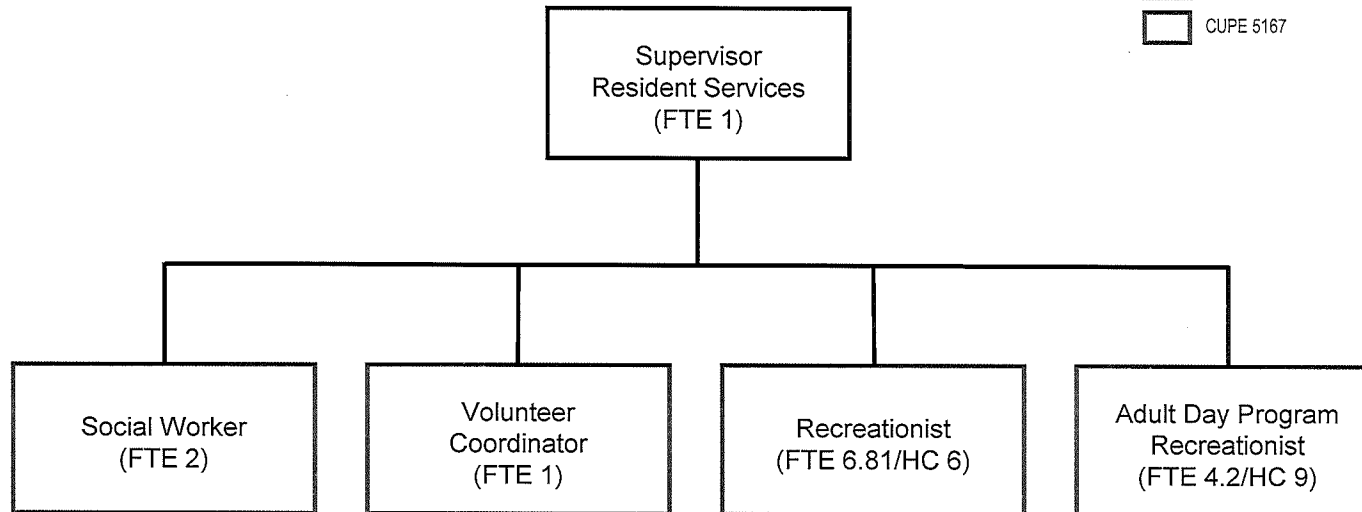 CUPE 5167
Supervisor
Resident Services
(FTE 1)
Social Worker
(FTE 2)
Volunteer
Coordinator
(FTE 1)
Recreationist
(FTE 6.81/HC 6)
Adult Day Program
Recreationist
(FTE 4.2/HC 9)